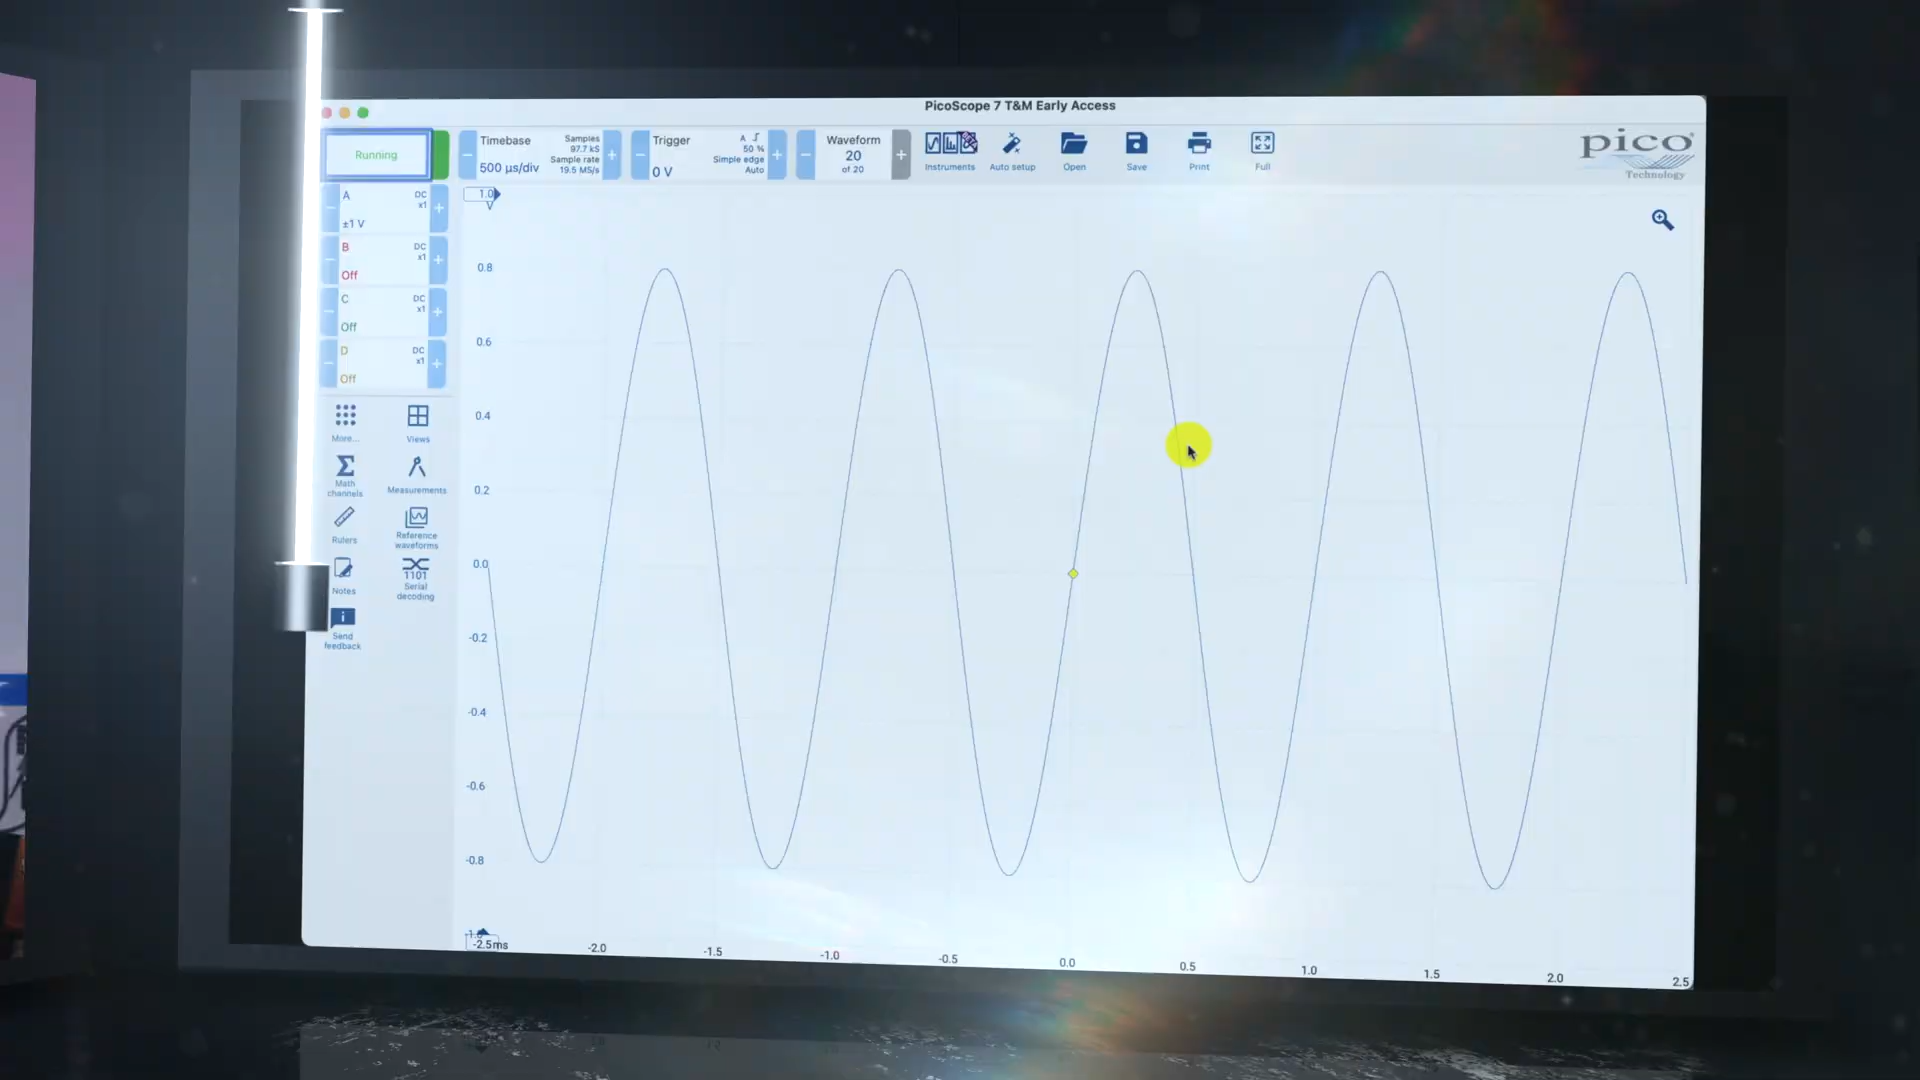 PicoScope 7 T&M Early Access
Running
Timebase
500 µs/div
Samples
97.7 kS
Sample rate
19.5 MS/s
Trigger
0 V
A
50 %
Simple edge
Auto
Waveform
20
of 20
Instruments
Auto setup
Open
Save
Print
Full
pico
Technology
A
DC
x1
±1 V
B
DC
x1
Off
C
DC
x1
Off
D
DC
x1
Off
More...
Views
Math
channels
Measurements
Rulers
Reference
waveforms
Notes
1101
Serial
decoding
Send
feedback
1.0
V
0.8
0.6
0.4
0.2
0.0
-0.2
-0.4
-0.6
-0.8
-2.5ms
-2.0
-1.5
-1.0
-0.5
0.0
0.5
1.0
1.5
2.0
2.5